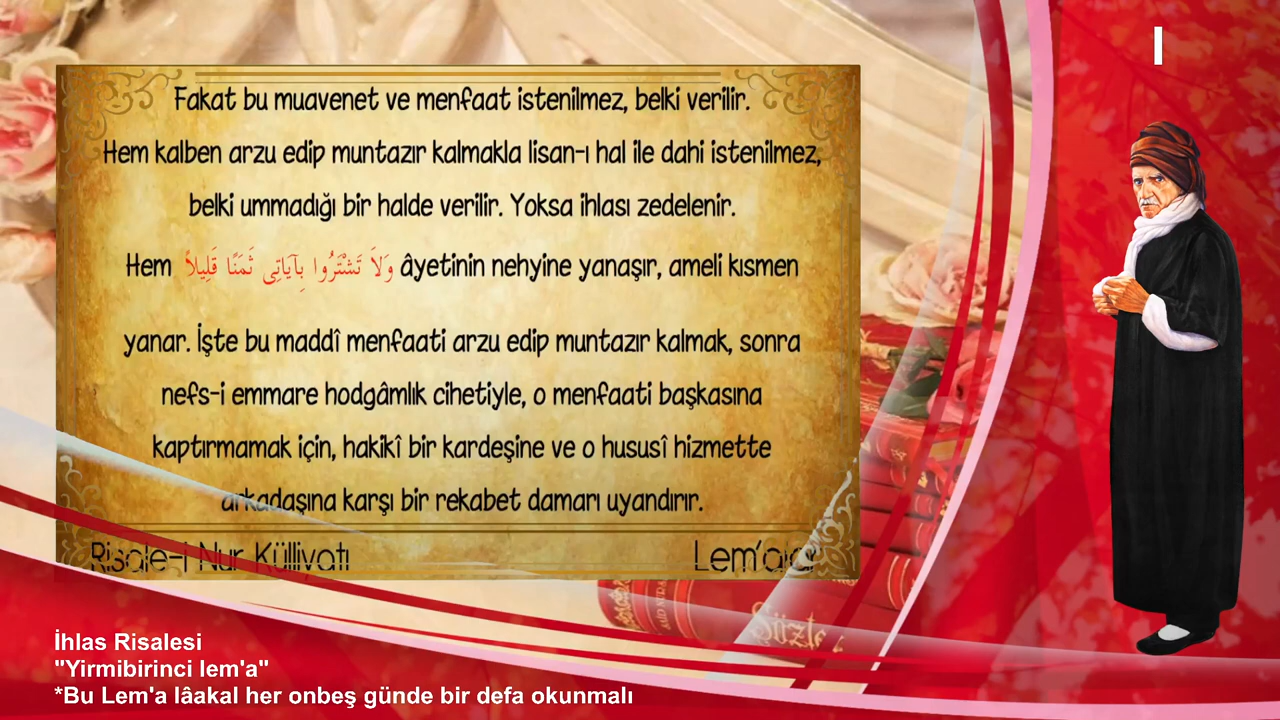 Fakat bu muavenet ve menfaat istenilmez, belki verilir.
Hem kalben arzu edip muntazır kalmakla lisan-ı hal ile dahi istenilmez,
belki ummadığı bir halde verilir. Yoksa ihlası zedelenir.
Hem وَلاَ تَشْتَرُوا بِآيَاتِى ثَمَنًا قَلِيلاً âyetinin nehyine yanaşır, ameli kısmen
yanar. İşte bu maddî menfaati arzu edip muntazır kalmak, sonra
nefs-i emmare hodgâmlık cihetiyle, o menfaati başkasına
kaptırmamak için, hakikî bir kardeşine ve o hususî hizmette
arkadaşına karşı bir rekabet damarı uyandırır.
Risale-i Nur Külliyatı
Lem'alar
İhlas Risalesi
"Yirmibirinci lem'a"
*Bu Lem'a lâakal her onbeş günde bir defa okunmalı